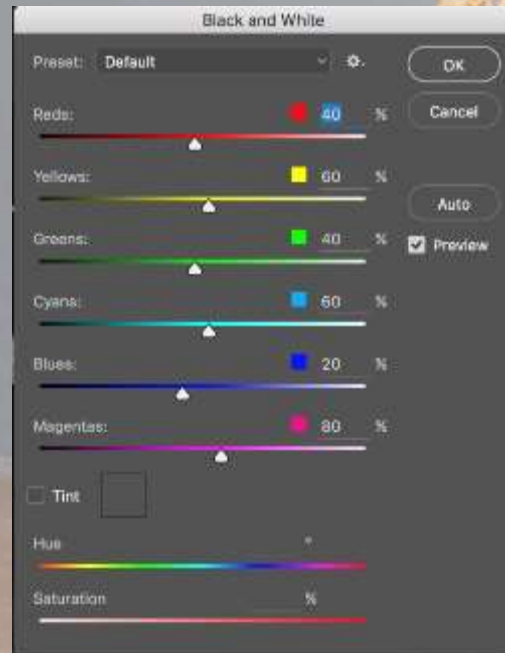 Black and White
Preset: Default
OK
Reds: 40 %
Cancel
Yellows: 60 %
Auto
Greens: 40 %
Preview
Cyans: 60 %
Blues: 20 %
Magentas: 80 %
Tint
Hue °
Saturation %